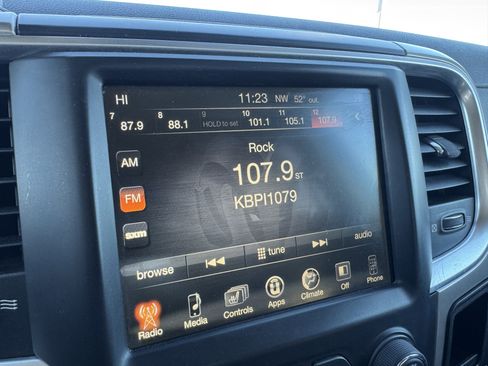 HI 11:23 NW 52° out.
7 87.9 8 88.1 9 HOLD to set 10 101.1 11 105.1 12 107.9
AM
Rock
FM
107.9 ST
KBPI1079
sxm
browse tune audio
Radio Media Controls Apps Climate Off Phone